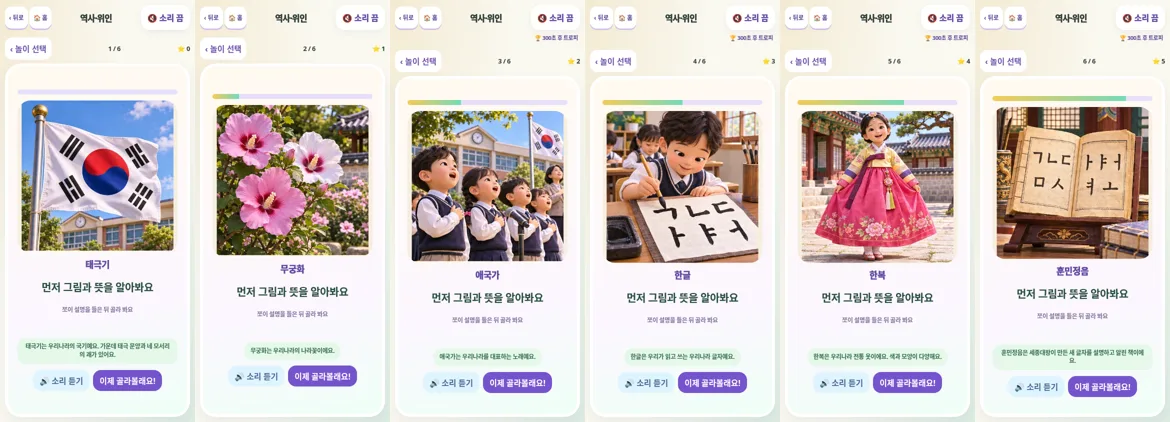 ‹ 뒤로 🏠 홈 역사·위인 🔇 소리 끔
‹ 놀이 선택 1 / 6 ⭐ 0
태극기
먼저 그림과 뜻을 알아봐요
쪼이 설명을 들은 뒤 골라 봐요
태극기는 우리나라의 국기예요. 가운데 태극 문양과 네 모서리
의 괘가 있어요.
🔊 소리 듣기 이제 골라볼래요!
‹ 뒤로 🏠 홈 역사·위인 🔇 소리 끔
‹ 놀이 선택 2 / 6 ⭐ 1
무궁화
먼저 그림과 뜻을 알아봐요
쪼이 설명을 들은 뒤 골라 봐요
무궁화는 우리나라의 나라꽃이에요.
🔊 소리 듣기 이제 골라볼래요!
‹ 뒤로 🏠 홈 역사·위인 🔇 소리 끔
🏆 300초 후 트로피
‹ 놀이 선택 3 / 6 ⭐ 2
애국가
먼저 그림과 뜻을 알아봐요
쪼이 설명을 들은 뒤 골라 봐요
애국가는 우리나라를 대표하는 노래예요.
🔊 소리 듣기 이제 골라볼래요!
‹ 뒤로 🏠 홈 역사·위인 🔇 소리 끔
🏆 300초 후 트로피
‹ 놀이 선택 4 / 6 ⭐ 3
ㄱㄴㄷ
ㅏㅑㅓ
한글
먼저 그림과 뜻을 알아봐요
쪼이 설명을 들은 뒤 골라 봐요
한글은 우리가 읽고 쓰는 우리나라 글자예요.
🔊 소리 듣기 이제 골라볼래요!
‹ 뒤로 🏠 홈 역사·위인 🔇 소리 끔
🏆 300초 후 트로피
‹ 놀이 선택 5 / 6 ⭐ 4
한복
먼저 그림과 뜻을 알아봐요
쪼이 설명을 들은 뒤 골라 봐요
한복은 우리나라 전통 옷이에요. 색과 모양이 다양해요.
🔊 소리 듣기 이제 골라볼래요!
‹ 뒤로 🏠 홈 역사·위인 🔇 소리 끔
🏆 300초 후 트로피
‹ 놀이 선택 6 / 6 ⭐ 5
ㄱㄴㄷ ㅏㅑㅓ
ㅁㅅ ㅕㅗ
훈민정음
먼저 그림과 뜻을 알아봐요
쪼이 설명을 들은 뒤 골라 봐요
훈민정음은 세종대왕이 만든 새 글자를 설명하고 알린 책이에
요.
🔊 소리 듣기 이제 골라볼래요!